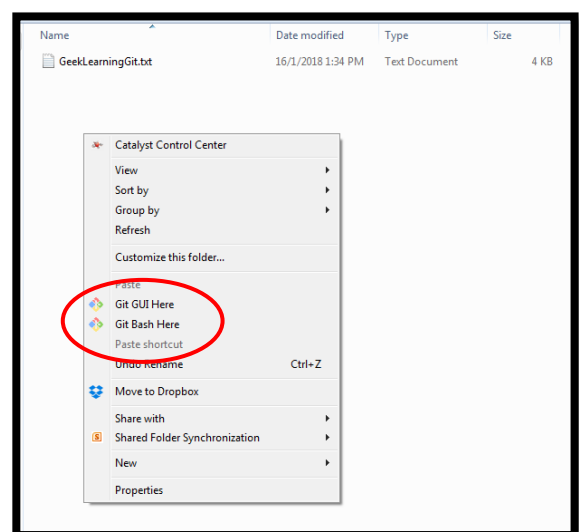 Name Date modified Type Size
GeekLearningGit.txt 16/1/2018 1:34 PM Text Document 4 KB
Catalyst Control Center
View
Sort by
Group by
Refresh
Customize this folder...
Paste
Git GUI Here
Git Bash Here
Paste shortcut
Undo Rename Ctrl+Z
Move to Dropbox
Share with
Shared Folder Synchronization
New
Properties